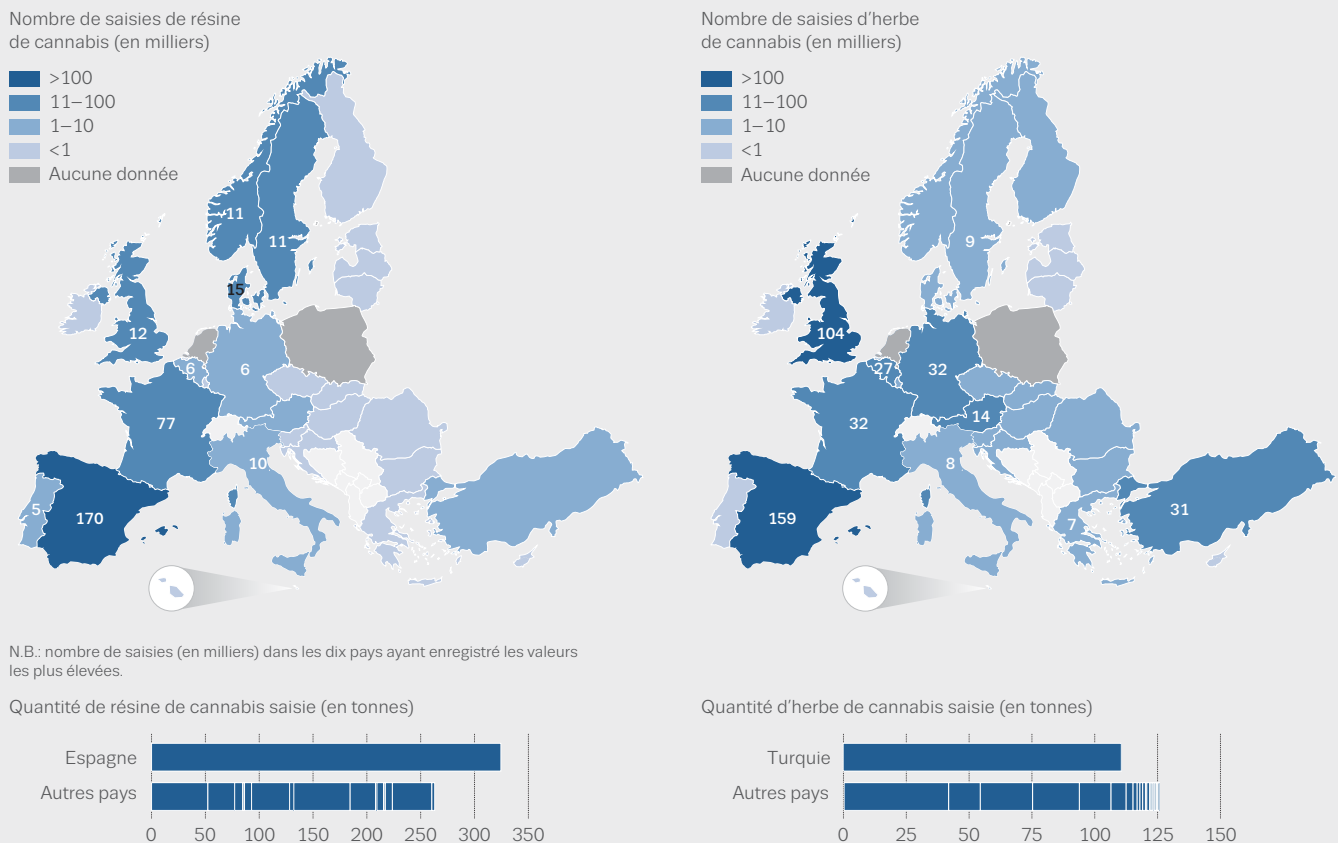 Nombre de saisies de résine
de cannabis (en milliers)
>100
11–100
1–10
<1
Aucune donnée
11
11
15
12
6
6
77
10
5
170
Nombre de saisies d’herbe
de cannabis (en milliers)
>100
11–100
1–10
<1
Aucune donnée
9
104
27
32
32
14
8
159
7
31
N.B.: nombre de saisies (en milliers) dans les dix pays ayant enregistré les valeurs
les plus élevées.
Quantité de résine de cannabis saisie (en tonnes)
Espagne
Autres pays
0 50 100 150 200 250 300 350
Quantité d’herbe de cannabis saisie (en tonnes)
Turquie
Autres pays
0 25 50 75 100 125 150